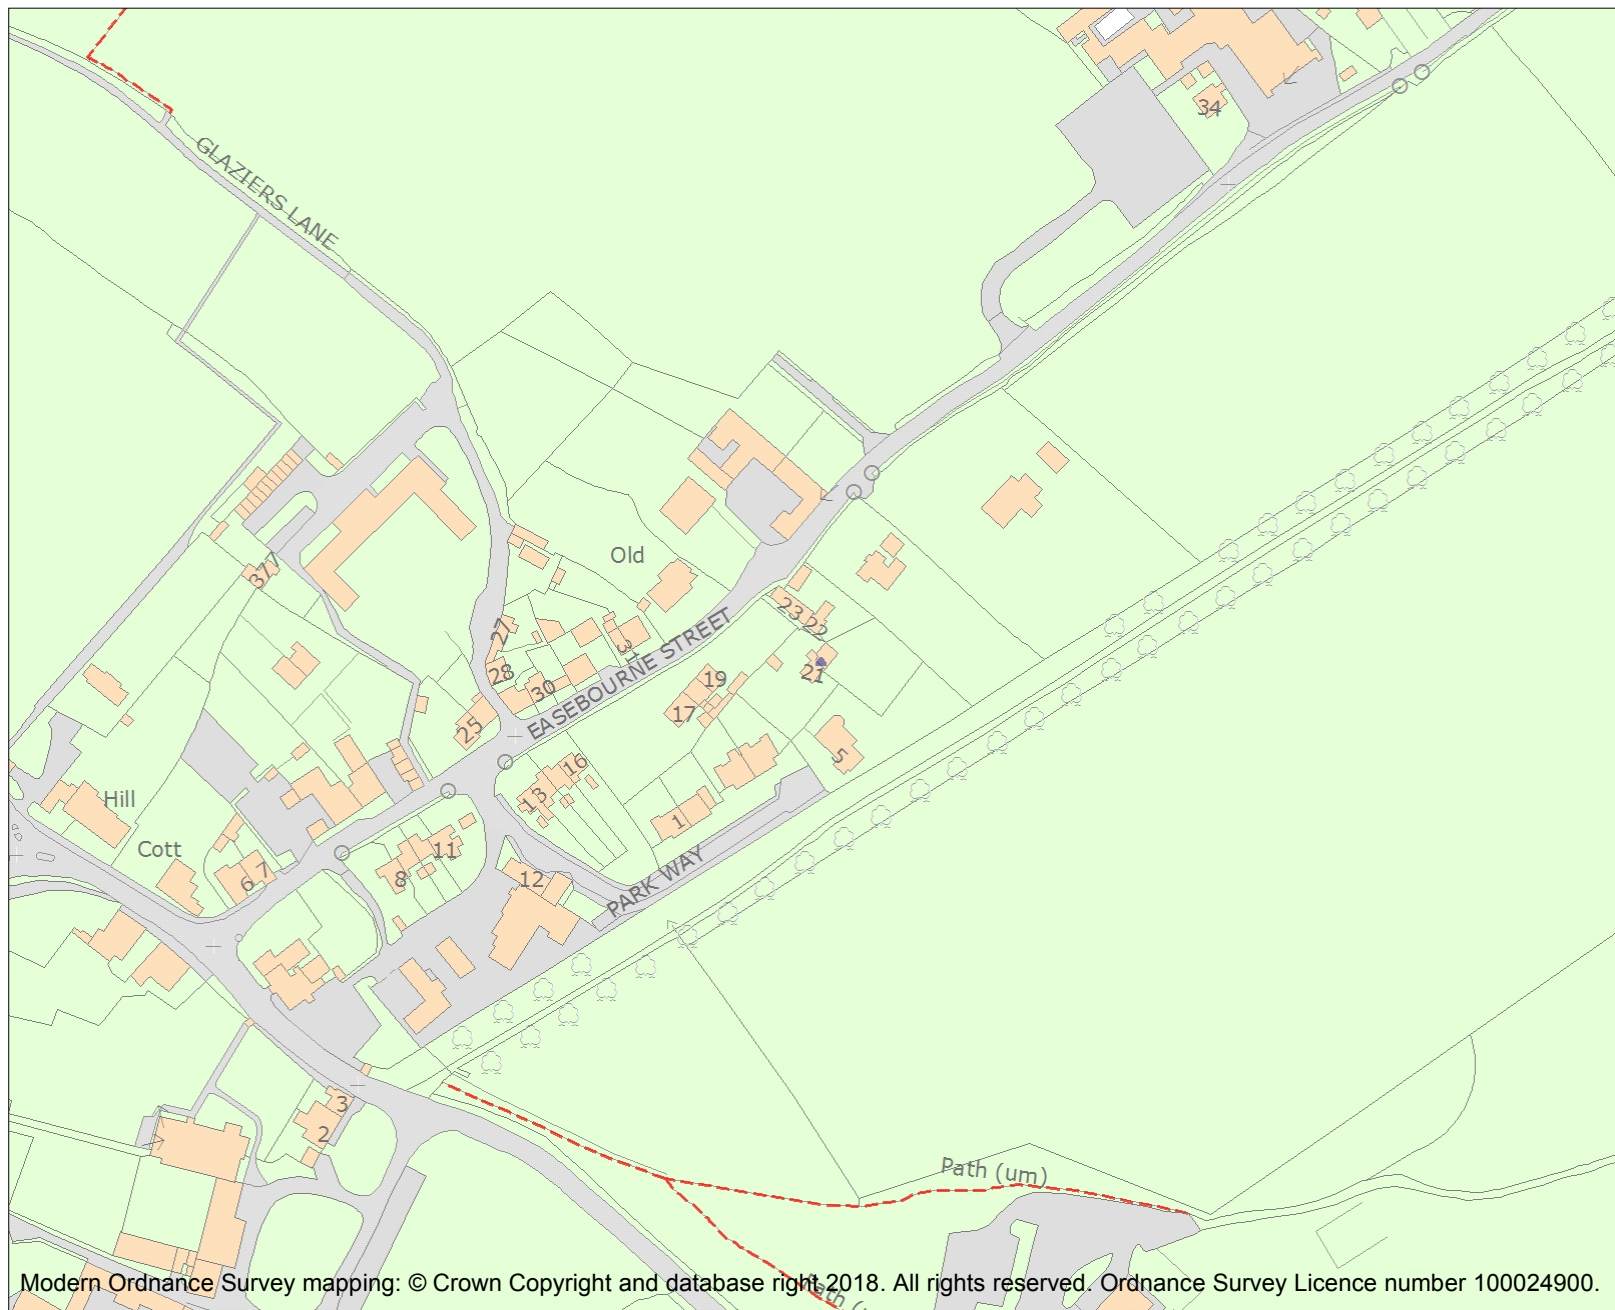 34
GLAZIERS LANE
Old
377
23
22
27
31
28
30
19
21
EASEBOURNE STREET
17
25
5
16
13
Hill
1
Cott
11
12
6 7
8
PARK WAY
3
2
Path (um)
Path
Modern Ordnance Survey mapping: © Crown Copyright and database right 2018. All rights reserved. Ordnance Survey Licence number 100024900.